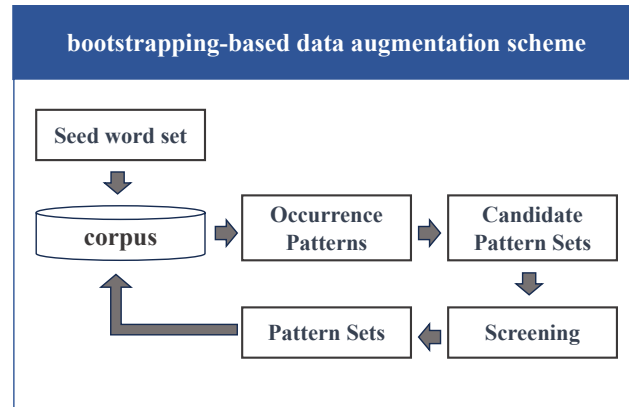 bootstrapping-based data augmentation scheme
Seed word set
corpus
Occurrence
Patterns
Candidate
Pattern Sets
Pattern Sets
Screening